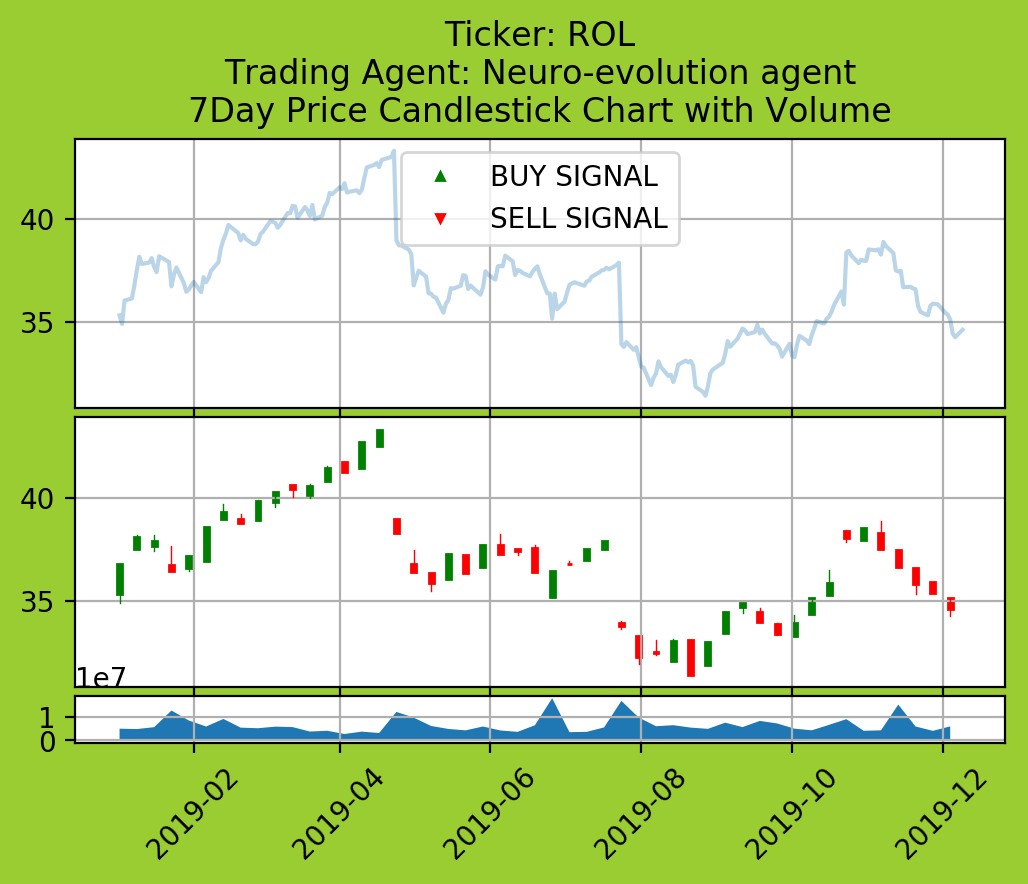 Ticker: ROL
Trading Agent: Neuro-evolution agent
7Day Price Candlestick Chart with Volume
BUY SIGNAL
SELL SIGNAL
40
35
40
35
1e7
1
0
2019-02
2019-04
2019-06
2019-08
2019-10
2019-12